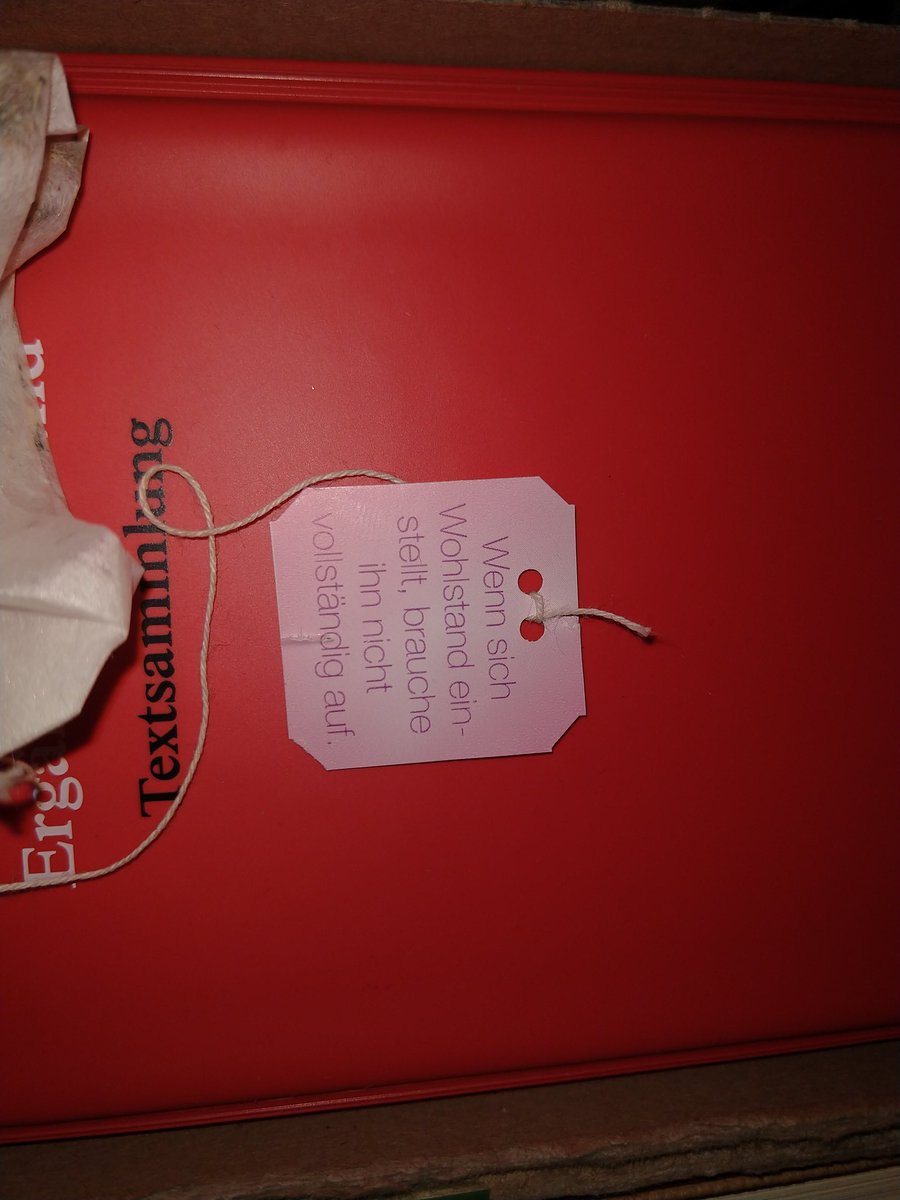 Wenn sich
Wohlstand ein-
stellt, brauche
ihn nicht
vollständig auf.
Textsammlung